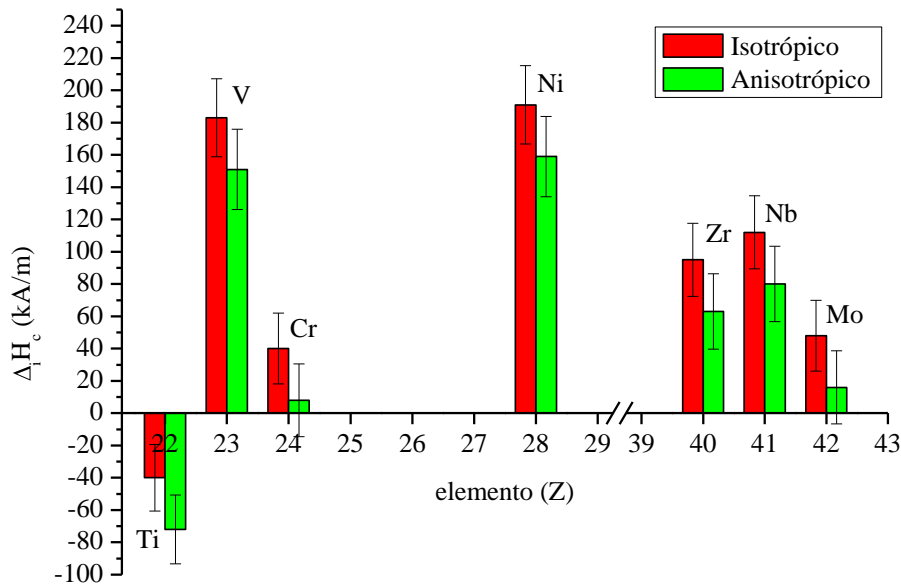 240
220
200
180
160
140
120
100
80
60
40
20
0
-20
-40
-60
-80
-100
ΔᵢH_c (kA/m)
Isotrópico
Anisotrópico
V
Ni
Cr
Zr
Nb
Mo
Ti
22 23 24 25 26 27 28 29 39 40 41 42 43
elemento (Z)